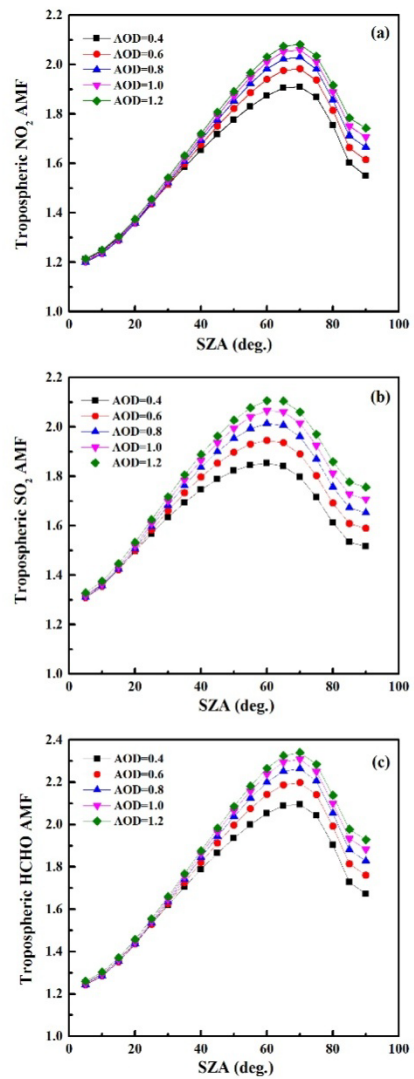 2.2
2.0
1.8
1.6
1.4
1.2
1.0
Tropospheric NO₂ AMF
(a)
AOD=0.4
AOD=0.6
AOD=0.8
AOD=1.0
AOD=1.2
0 20 40 60 80 100
SZA (deg.)
2.2
2.0
1.8
1.6
1.4
1.2
1.0
Tropospheric SO₂ AMF
(b)
AOD=0.4
AOD=0.6
AOD=0.8
AOD=1.0
AOD=1.2
0 20 40 60 80 100
SZA (deg.)
2.4
2.2
2.0
1.8
1.6
1.4
1.2
1.0
Tropospheric HCHO AMF
(c)
AOD=0.4
AOD=0.6
AOD=0.8
AOD=1.0
AOD=1.2
0 20 40 60 80 100
SZA (deg.)